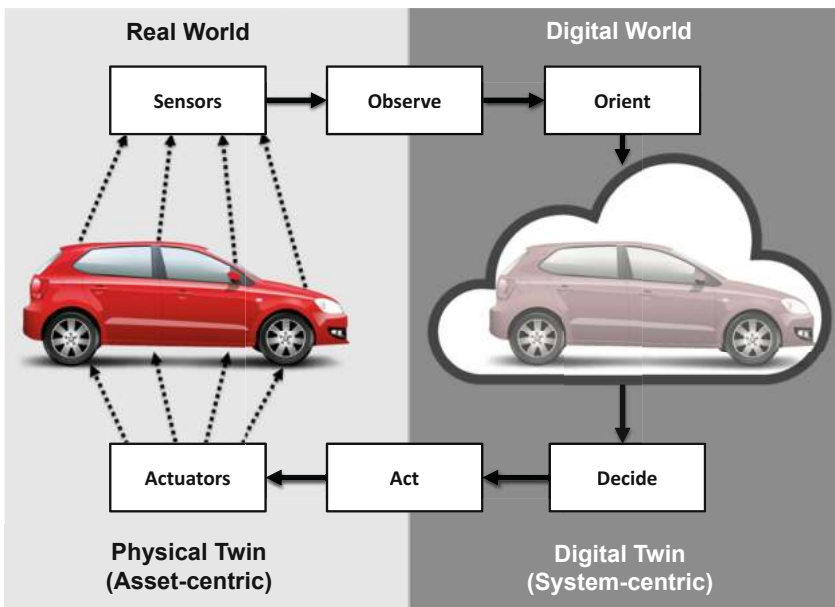 Real World
Digital World
Sensors
Observe
Orient
Actuators
Act
Decide
Physical Twin
(Asset-centric)
Digital Twin
(System-centric)